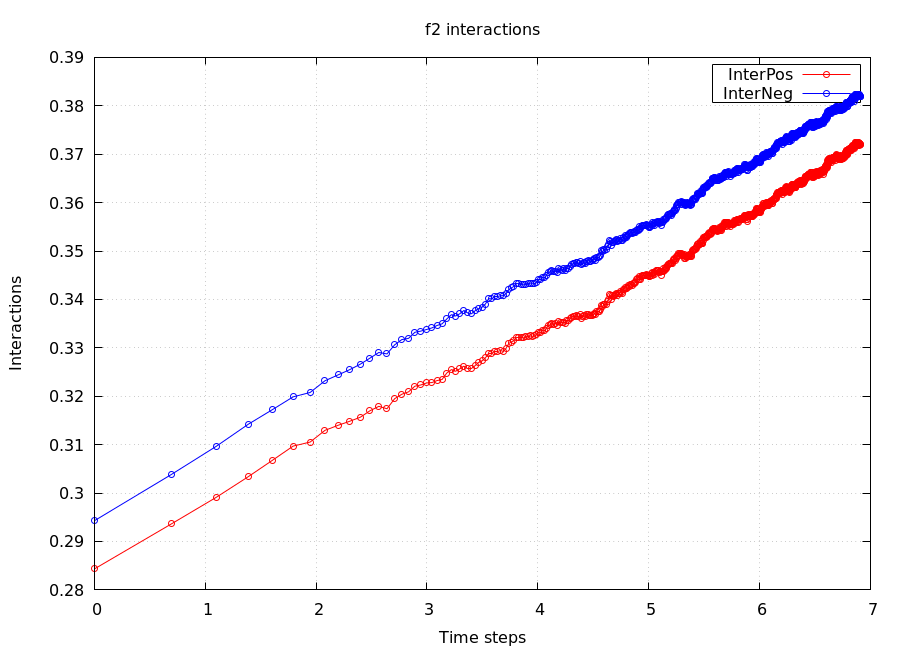 f2 interactions
0.39
0.38
0.37
0.36
0.35
0.34
0.33
0.32
0.31
0.3
0.29
0.28
Interactions
InterPos
InterNeg
0 1 2 3 4 5 6 7
Time steps